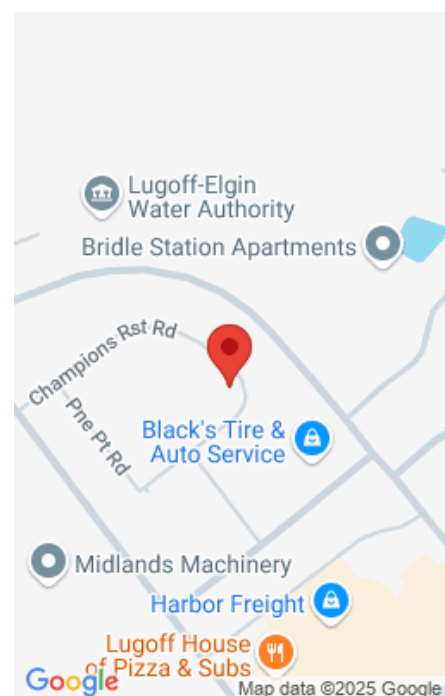 Lugoff-Elgin
Water Authority
Bridle Station Apartments
Champions Rst Rd
Pne Pt Rd
Black's Tire &
Auto Service
Midlands Machinery
Harbor Freight
Lugoff House
of Pizza & Subs
Google
Map data ©2025 Google